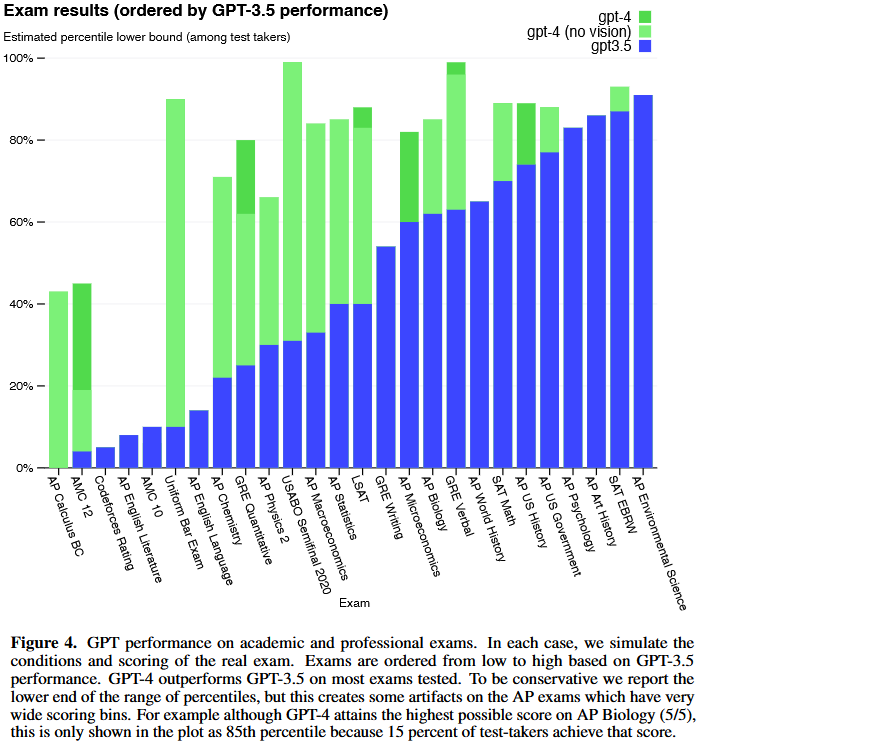 Exam results (ordered by GPT-3.5 performance)
Estimated percentile lower bound (among test takers)
gpt-4
gpt-4 (no vision)
gpt3.5
100%
80%
60%
40%
20%
0%
AP Calculus BC
AMC 12
Codeforces Rating
AP English Literature
AMC 10
Uniform Bar Exam
AP English Language
AP Chemistry
GRE Quantitative
AP Physics 2
USABO Semifinal 2020
AP Macroeconomics
AP Statistics
LSAT
GRE Writing
AP Microeconomics
AP Biology
GRE Verbal
AP World History
SAT Math
AP US History
AP US Government
AP Psychology
AP Art History
SAT EBRW
AP Environmental Science
Exam
Figure 4. GPT performance on academic and professional exams. In each case, we simulate the
conditions and scoring of the real exam. Exams are ordered from low to high based on GPT-3.5
performance. GPT-4 outperforms GPT-3.5 on most exams tested. To be conservative we report the
lower end of the range of percentiles, but this creates some artifacts on the AP exams which have very
wide scoring bins. For example although GPT-4 attains the highest possible score on AP Biology (5/5),
this is only shown in the plot as 85th percentile because 15 percent of test-takers achieve that score.